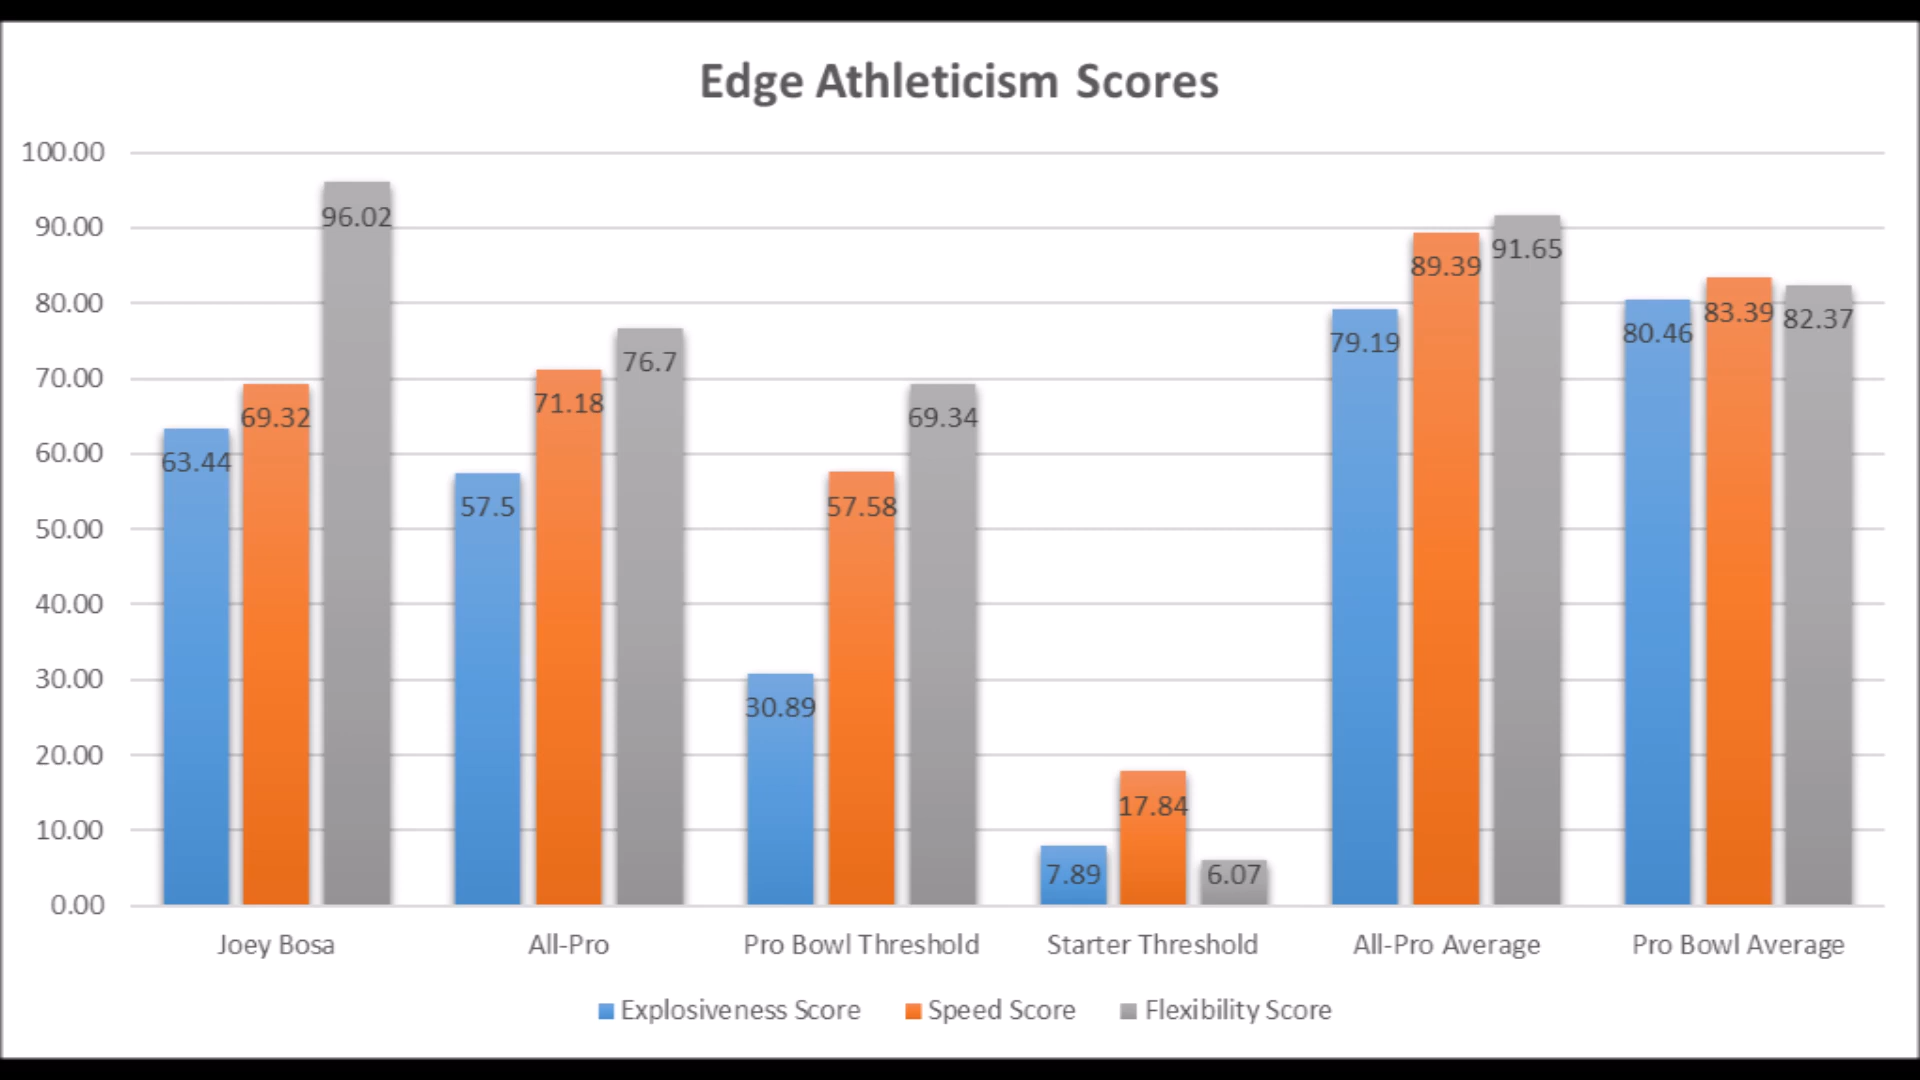 Edge Athleticism Scores
100.00
90.00
80.00
70.00
60.00
50.00
40.00
30.00
20.00
10.00
0.00
63.44
69.32
96.02
57.5
71.18
76.7
30.89
57.58
69.34
7.89
17.84
6.07
79.19
89.39
91.65
80.46
83.39
82.37
Joey Bosa
All-Pro
Pro Bowl Threshold
Starter Threshold
All-Pro Average
Pro Bowl Average
Explosiveness Score
Speed Score
Flexibility Score